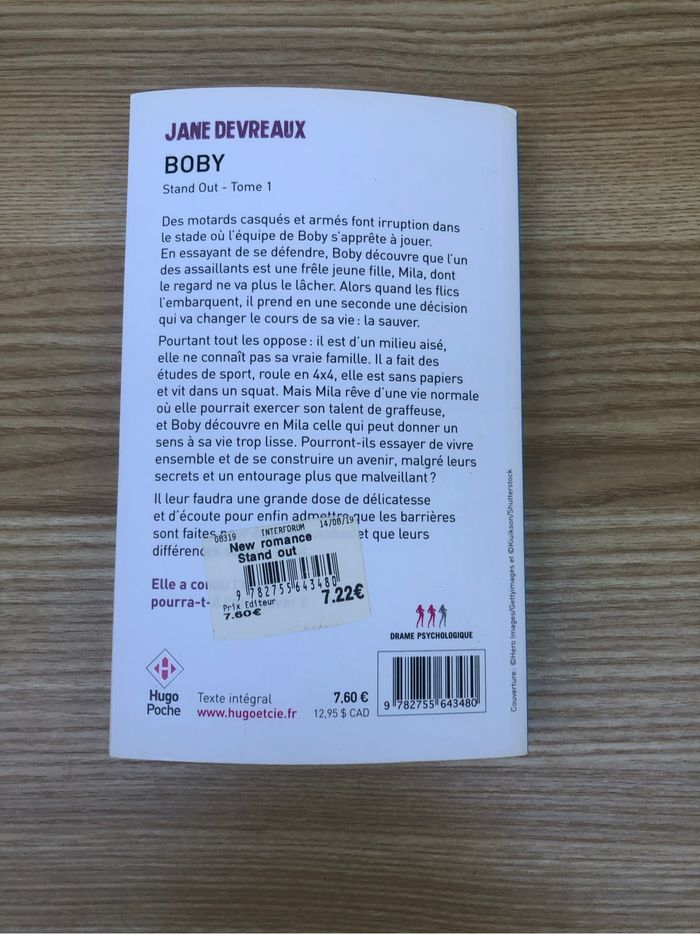 JANE DEVREAUX
BOBY
Stand Out - Tome 1
Des motards casqués et armés font irruption dans
le stade où l'équipe de Boby s'apprête à jouer.
En essayant de se défendre, Boby découvre que l'un
des assaillants est une frêle jeune fille, Mila, dont
le regard ne va plus le lâcher. Alors quand les flics
l'embarquent, il prend en une seconde une décision
qui va changer le cours de sa vie : la sauver.
Pourtant tout les oppose : il est d'un milieu aisé,
elle ne connaît pas sa vraie famille. Il a fait des
études de sport, roule en 4x4, elle est sans papiers
et vit dans un squat. Mais Mila rêve d'une vie normale
où elle pourrait exercer son talent de graffeuse,
et Boby découvre en Mila celle qui peut donner un
sens à sa vie trop lisse. Pourront-ils essayer de vivre
ensemble et de se construire un avenir, malgré leurs
secrets et un entourage plus que malveillant ?
Il leur faudra une grande dose de délicatesse
et d'écoute pour enfin admettre que les barrières
sont faites et que leurs
différences
Elle a
pourra-t-
00319 INTERFORUM 14/06/19
New romance
Stand out
9 782755 643480
Prix Editeur 7.22€
7.60€
DRAME PSYCHOLOGIQUE
Hugo
Poche
Texte intégral 7.60 €
www.hugoetcie.fr 12,95 $ CAD
9 782755 643480
Couverture : ©Hero Images/Gettyimages et ©Kiuikson/Shutterstock